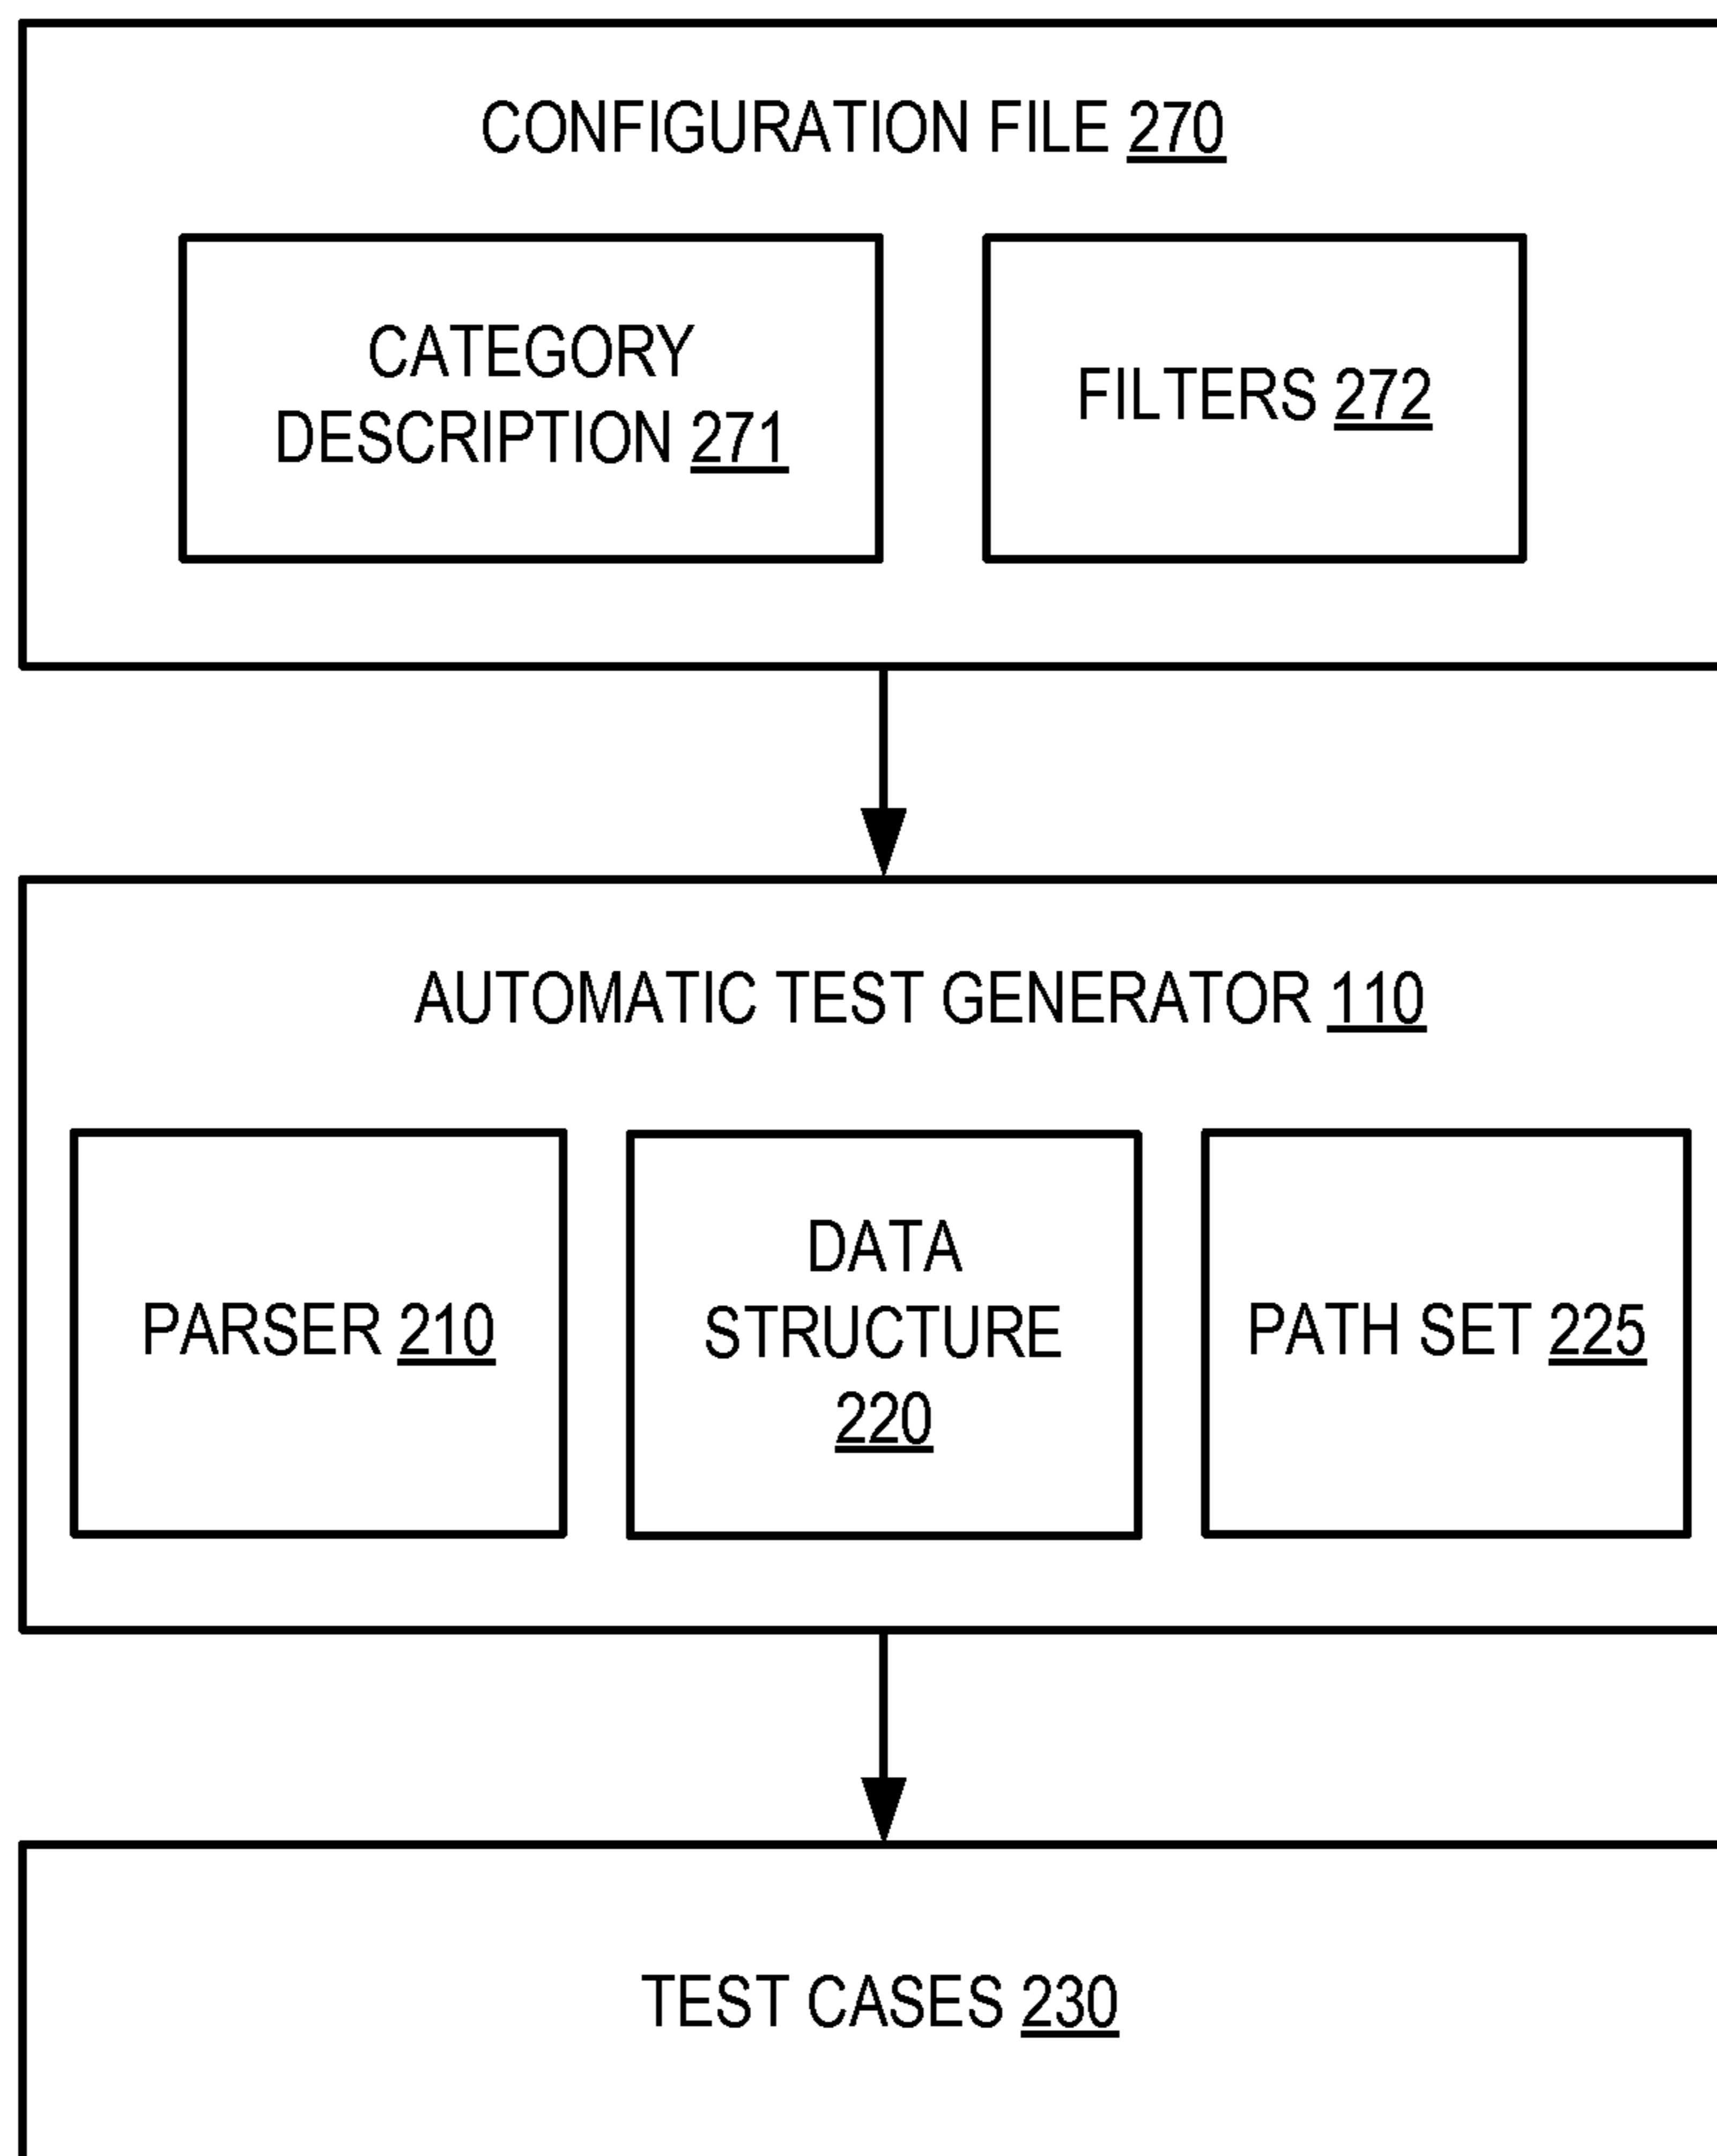 CONFIGURATION FILE 270
CATEGORY
DESCRIPTION 271
FILTERS 272
AUTOMATIC TEST GENERATOR 110
PARSER 210
DATA
STRUCTURE
220
PATH SET 225
TEST CASES 230